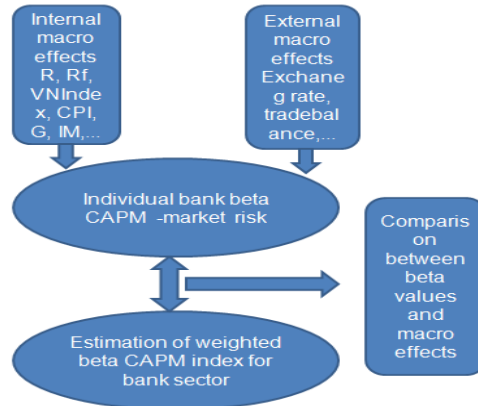 Internal
macro
effects
R, Rf,
VNInde
x, CPI,
G, IM,...
External
macro
effects
Exchane
g rate,
tradebal
ance,...
Individual bank beta
CAPM -market risk
Comparis
on
between
beta
values
and
macro
effects
Estimation of weighted
beta CAPM index for
bank sector